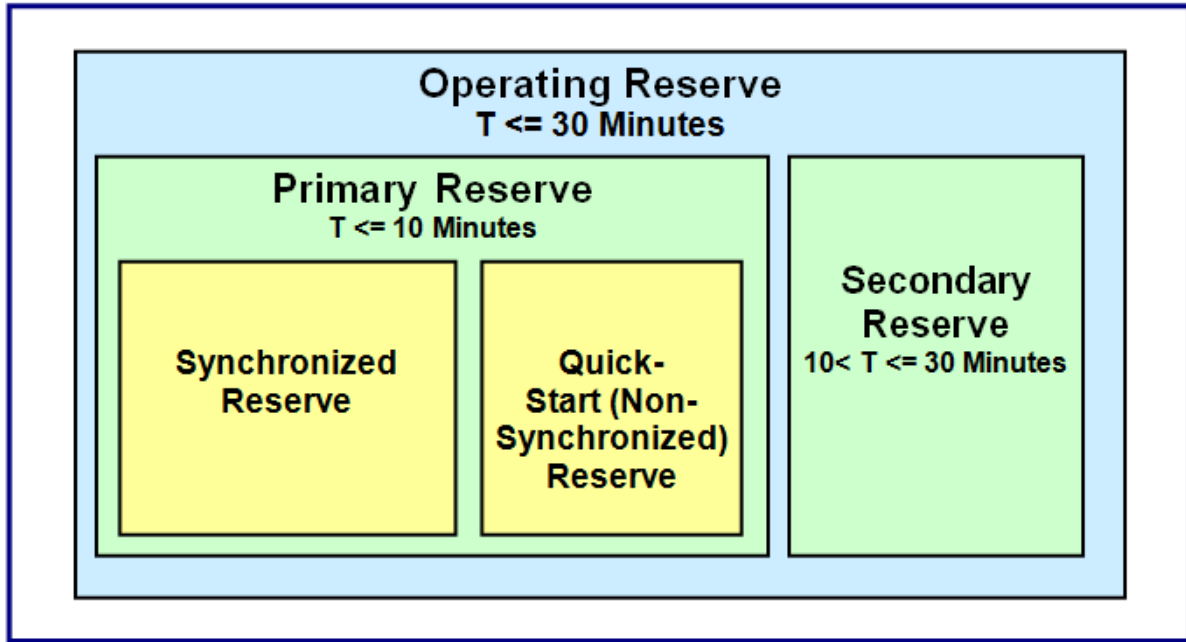 Operating Reserve
T <= 30 Minutes
Primary Reserve
T <= 10 Minutes
Synchronized
Reserve
Quick-
Start (Non-
Synchronized)
Reserve
Secondary
Reserve
10< T <= 30 Minutes